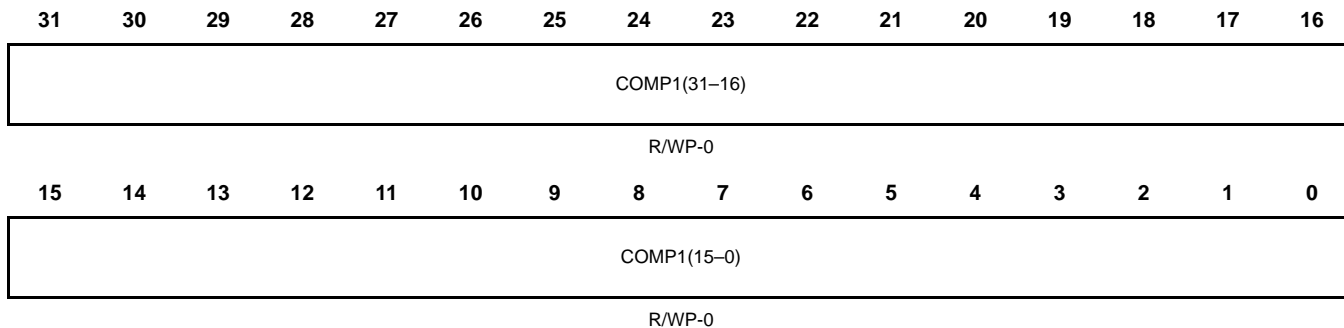 31 30 29 28 27 26 25 24 23 22 21 20 19 18 17 16
COMP1(31–16)
R/WP-0
15 14 13 12 11 10 9 8 7 6 5 4 3 2 1 0
COMP1(15–0)
R/WP-0